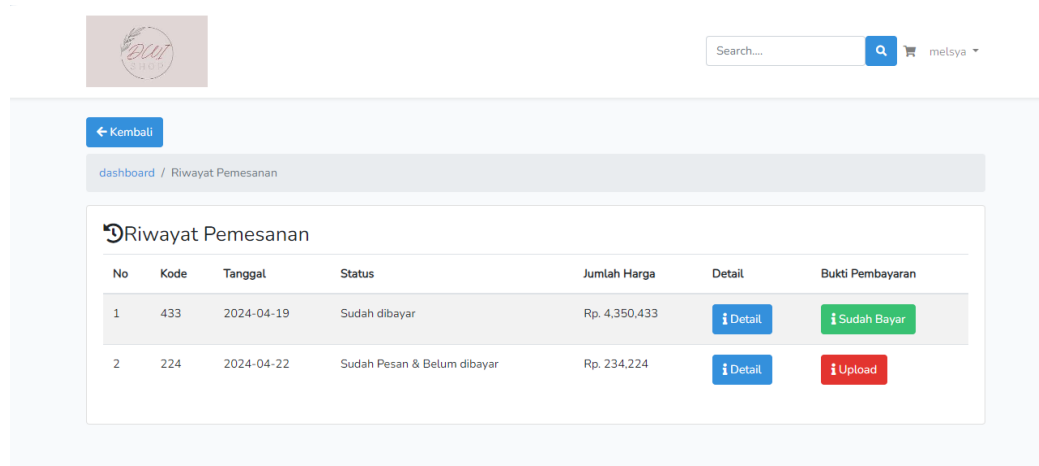 DWI
SHOP
Search.... melsya
Kembali
dashboard / Riwayat Pemesanan
Riwayat Pemesanan
No Kode Tanggal Status Jumlah Harga Detail Bukti Pembayaran
1 433 2024-04-19 Sudah dibayar Rp. 4,350,433 Detail Sudah Bayar
2 224 2024-04-22 Sudah Pesan & Belum dibayar Rp. 234,224 Detail Upload